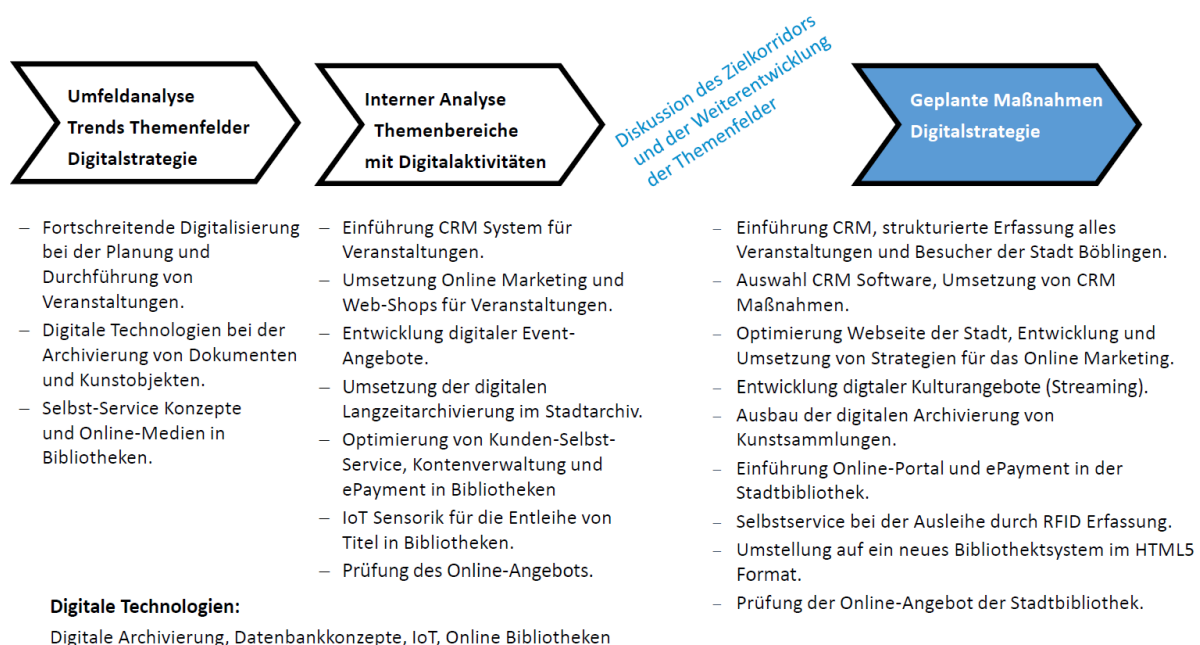 Umfeldanalyse
Trends Themenfelder
Digitalstrategie
Interner Analyse
Themenbereiche
mit Digitalaktivitäten
Diskussion des Zielkorridors
und der Weiterentwicklung
der Themenfelder
Geplante Maßnahmen
Digitalstrategie
– Fortschreitende Digitalisierung
bei der Planung und
Durchführung von
Veranstaltungen.
– Digitale Technologien bei der
Archivierung von Dokumenten
und Kunstobjekten.
– Selbst-Service Konzepte
und Online-Medien in
Bibliotheken.
– Einführung CRM System für
Veranstaltungen.
– Umsetzung Online Marketing und
Web-Shops für Veranstaltungen.
– Entwicklung digitaler Event-
Angebote.
– Umsetzung der digitalen
Langzeitarchivierung im Stadtarchiv.
– Optimierung von Kunden-Selbst-
Service, Kontenverwaltung und
ePayment in Bibliotheken
– IoT Sensorik für die Entleihe von
Titel in Bibliotheken.
– Prüfung des Online-Angebots.
– Einführung CRM, strukturierte Erfassung alles
Veranstaltungen und Besucher der Stadt Böblingen.
– Auswahl CRM Software, Umsetzung von CRM
Maßnahmen.
– Optimierung Webseite der Stadt, Entwicklung und
Umsetzung von Strategien für das Online Marketing.
– Entwicklung digtaler Kulturangebote (Streaming).
– Ausbau der digitalen Archivierung von
Kunstsammlungen.
– Einführung Online-Portal und ePayment in der
Stadtbibliothek.
– Selbstservice bei der Ausleihe durch RFID Erfassung.
– Umstellung auf ein neues Bibliothektsystem im HTML5
Format.
– Prüfung der Online-Angebot der Stadtbibliothek.
Digitale Technologien:
Digitale Archivierung, Datenbankkonzepte, IoT, Online Bibliotheken